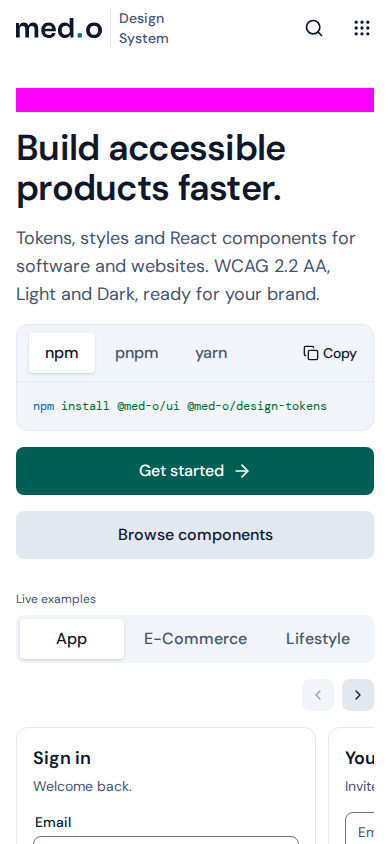 med.o
Design
System
Build accessible
products faster.
Tokens, styles and React components for
software and websites. WCAG 2.2 AA,
Light and Dark, ready for your brand.
npm pnpm yarn Copy
npm install @med-o/ui @med-o/design-tokens
Get started
Browse components
Live examples
App E-Commerce Lifestyle
Sign in
Welcome back.
Email
You
Invite
Em